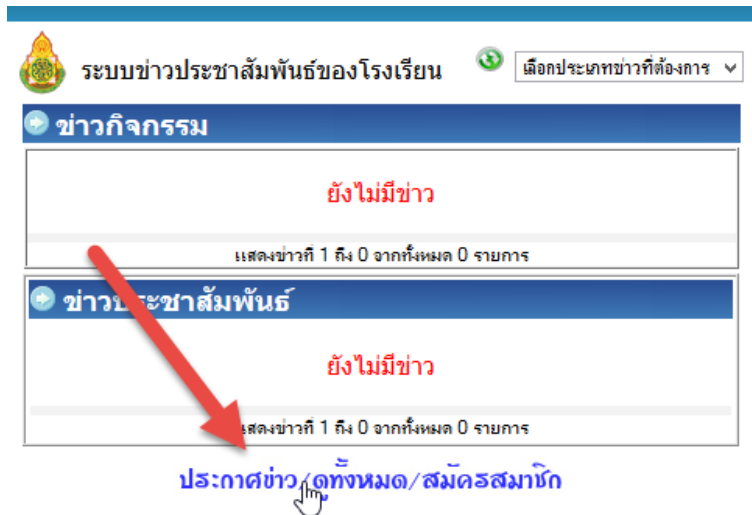 ระบบข่าวประชาสัมพันธ์ของโรงเรียน
เลือกประเภทข่าวที่ต้องการ
ข่าวกิจกรรม
ยังไม่มีข่าว
แสดงข่าวที่ 1 ถึง 0 จากทั้งหมด 0 รายการ
ข่าวประชาสัมพันธ์
ยังไม่มีข่าว
แสดงข่าวที่ 1 ถึง 0 จากทั้งหมด 0 รายการ
ประกาศข่าว/ดูทั้งหมด/สมัครสมาชิก